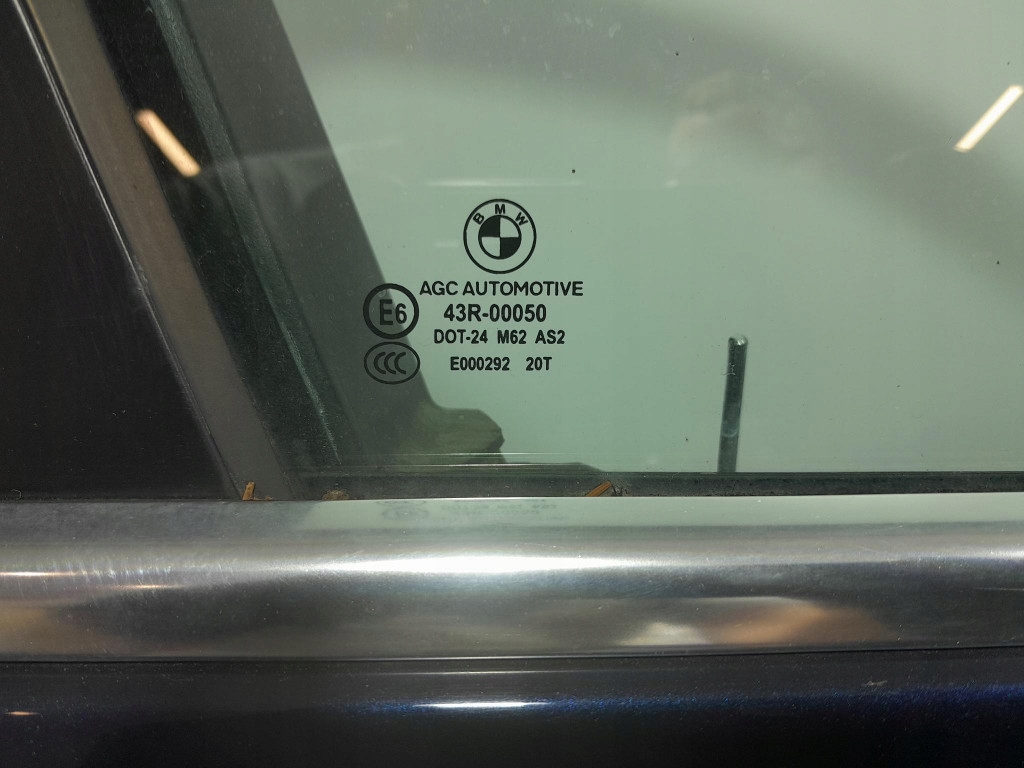 BMW
AGC AUTOMOTIVE
E6 43R-00050
DOT-24 M62 AS2
CCC E000292 20T